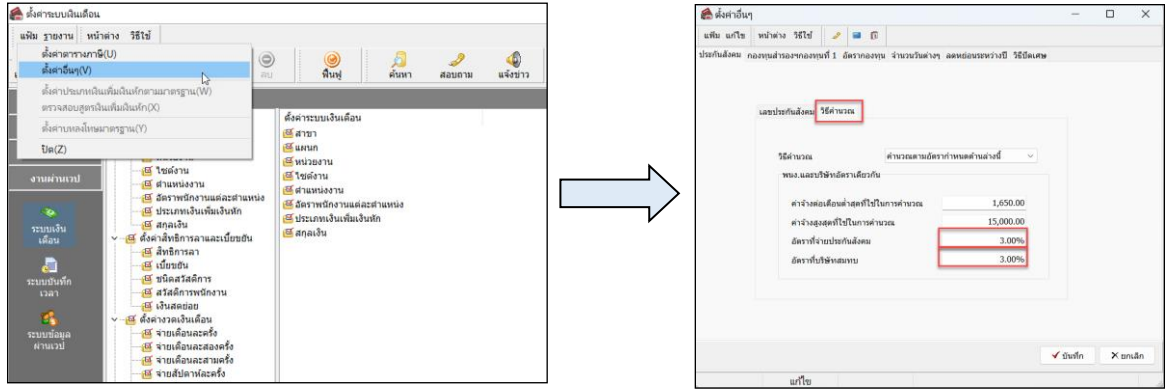 ตั้งค่าระบบเงินเดือน
แฟ้ม รายงาน หน้าต่าง วิธีใช้
ตั้งค่าตารางภาษี(U)
ตั้งค่าอื่นๆ(V)
ตั้งค่าประเภทเงินเพิ่มเงินหักตามมาตรฐาน(W)
ตรวจสอบสูตรเงินเพิ่มเงินหัก(X)
ตั้งค่าบทลงโทษมาตรฐาน(Y)
ปิด(Z)
ลบ ฟื้นฟู ค้นหา สอบถาม แจ้งข่าว
งานผ่านเวป
ระบบเงินเดือน
ระบบบันทึกเวลา
ระบบข้อมูลผ่านเวป
หน่วยงาน
ไซด์งาน
ตำแหน่งงาน
อัตราพนักงานแต่ละตำแหน่ง
ประเภทเงินเพิ่มเงินหัก
สกุลเงิน
ตั้งค่าสิทธิการลาและเบี้ยขยัน
สิทธิการลา
เบี้ยขยัน
ชนิดสวัสดิการ
สวัสดิการพนักงาน
เงินสดย่อย
ตั้งค่างวดเงินเดือน
จ่ายเดือนละครั้ง
จ่ายเดือนละสองครั้ง
จ่ายเดือนละสามครั้ง
จ่ายสัปดาห์ละครั้ง
ตั้งค่าระบบเงินเดือน
สาขา
แผนก
หน่วยงาน
ไซด์งาน
ตำแหน่งงาน
อัตราพนักงานแต่ละตำแหน่ง
ประเภทเงินเพิ่มเงินหัก
สกุลเงิน
ตั้งค่าอื่นๆ
แฟ้ม แก้ไข หน้าต่าง วิธีใช้
ประกันสังคม กองทุนสำรองฯกองทุนที่ 1 อัตรากองทุน จำนวนวันต่างๆ ลดหย่อนระหว่างปี วิธีปัดเศษ
เลขประกันสังคม วิธีคำนวณ
วิธีคำนวณ คำนวณตามอัตรากำหนดด้านล่างนี้
พนง.และบริษัทอัตราเดียวกัน
ค่าจ้างต่อเดือนต่ำสุดที่ใช้ในการคำนวณ 1,650.00
ค่าจ้างสูงสุดที่ใช้ในการคำนวณ 15,000.00
อัตราที่จ่ายประกันสังคม 3.00%
อัตราที่บริษัทสมทบ 3.00%
บันทึก ยกเลิก
แก้ไข